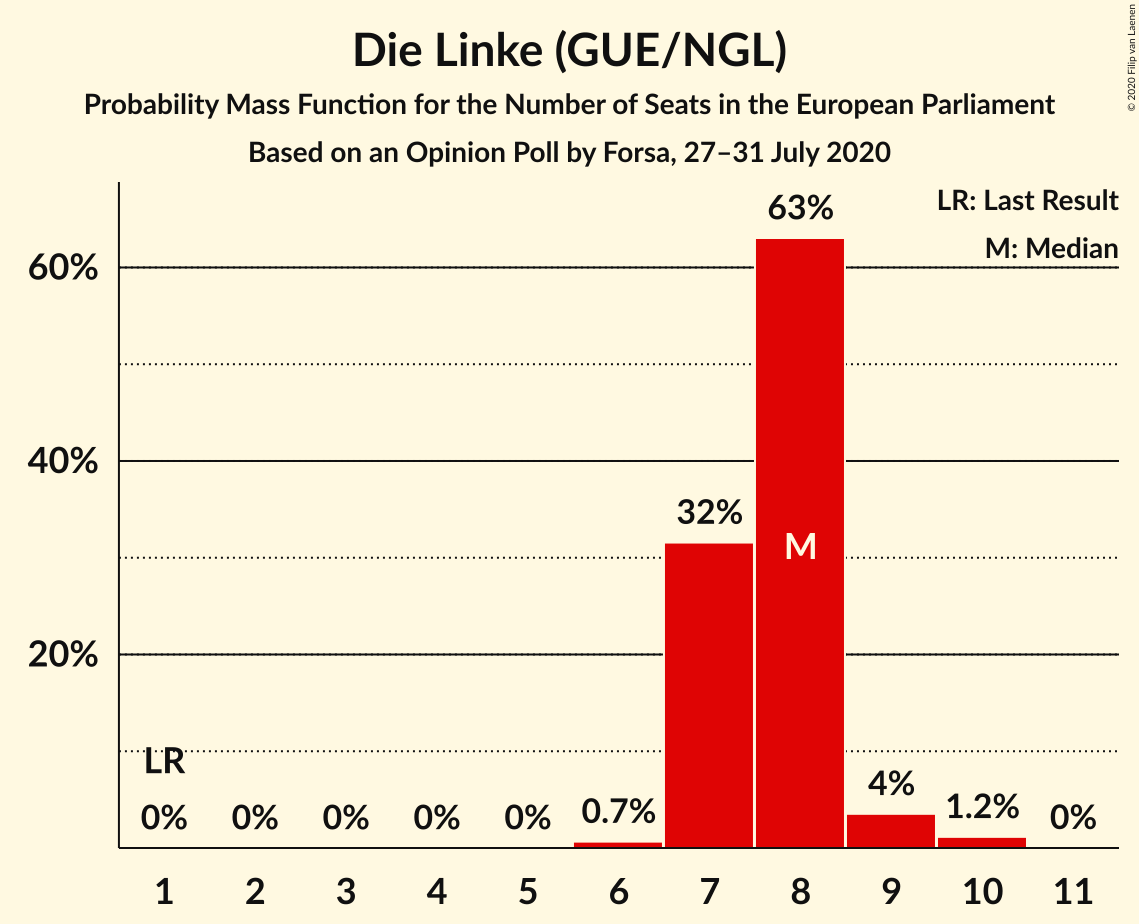 © 2020 Filip van Laenen
Die Linke (GUE/NGL)
Probability Mass Function for the Number of Seats in the European Parliament
Based on an Opinion Poll by Forsa, 27–31 July 2020
LR: Last Result
M: Median
63%
60%
40%
32%
M
20%
LR
4%
0% 0% 0% 0% 0% 0.7% 1.2% 0%
1 2 3 4 5 6 7 8 9 10 11